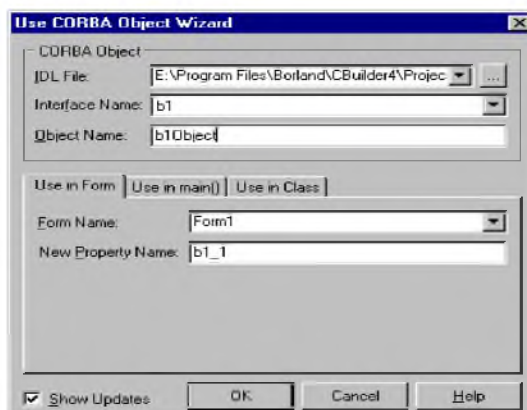 Use CORBA Object Wizard
CORBA Object
IDL File: E:\Program Files\Borland\CBuilder4\Projec ...
Interface Name: b1
Object Name: b1Object
Use in Form Use in main() Use in Class
Form Name: Form1
New Property Name: b1_1
Show Updates OK Cancel Help